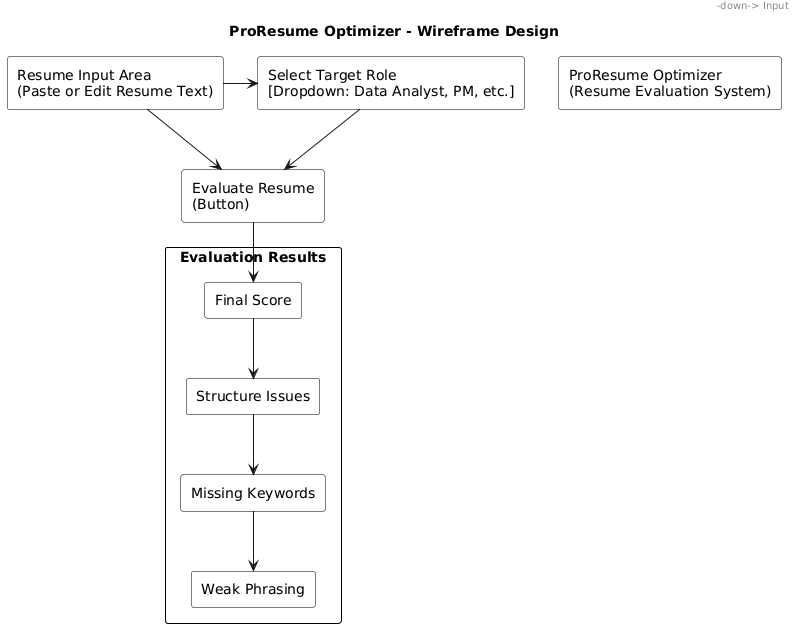 -down-> Input
ProResume Optimizer - Wireframe Design
Resume Input Area
(Paste or Edit Resume Text)
Select Target Role
[Dropdown: Data Analyst, PM, etc.]
ProResume Optimizer
(Resume Evaluation System)
Evaluate Resume
(Button)
Evaluation Results
Final Score
Structure Issues
Missing Keywords
Weak Phrasing